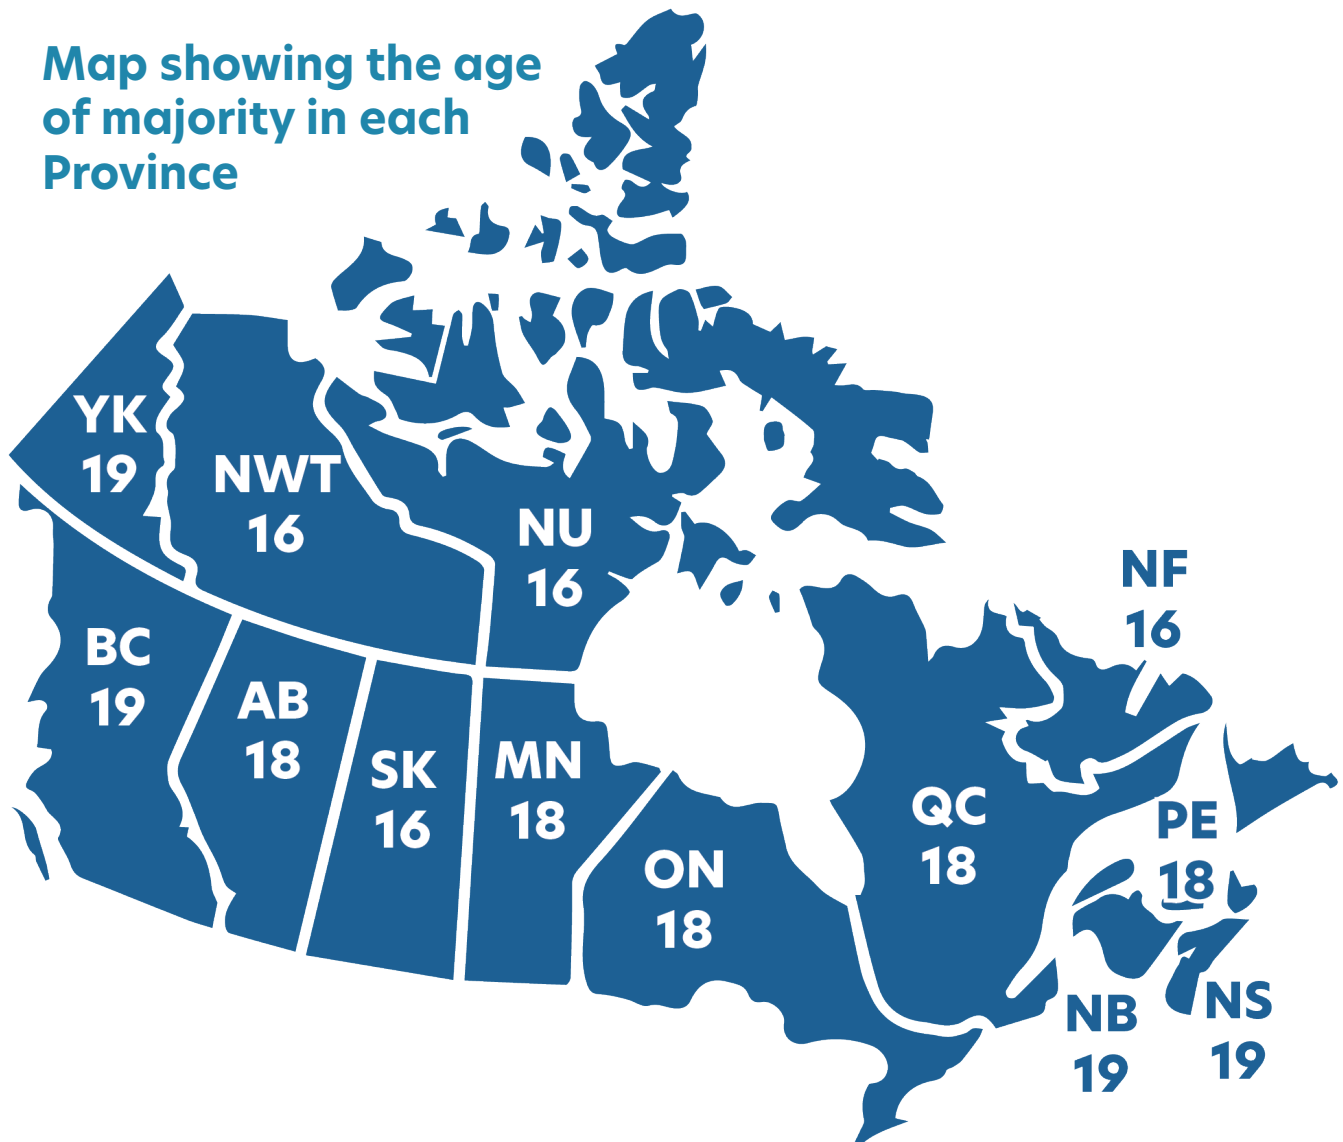 Map showing the age
of majority in each
Province
YK
19
NWT
16
NU
16
NF
16
BC
19
AB
18
SK
16
MN
18
QC
18
PE
18
ON
18
NB
19
NS
19